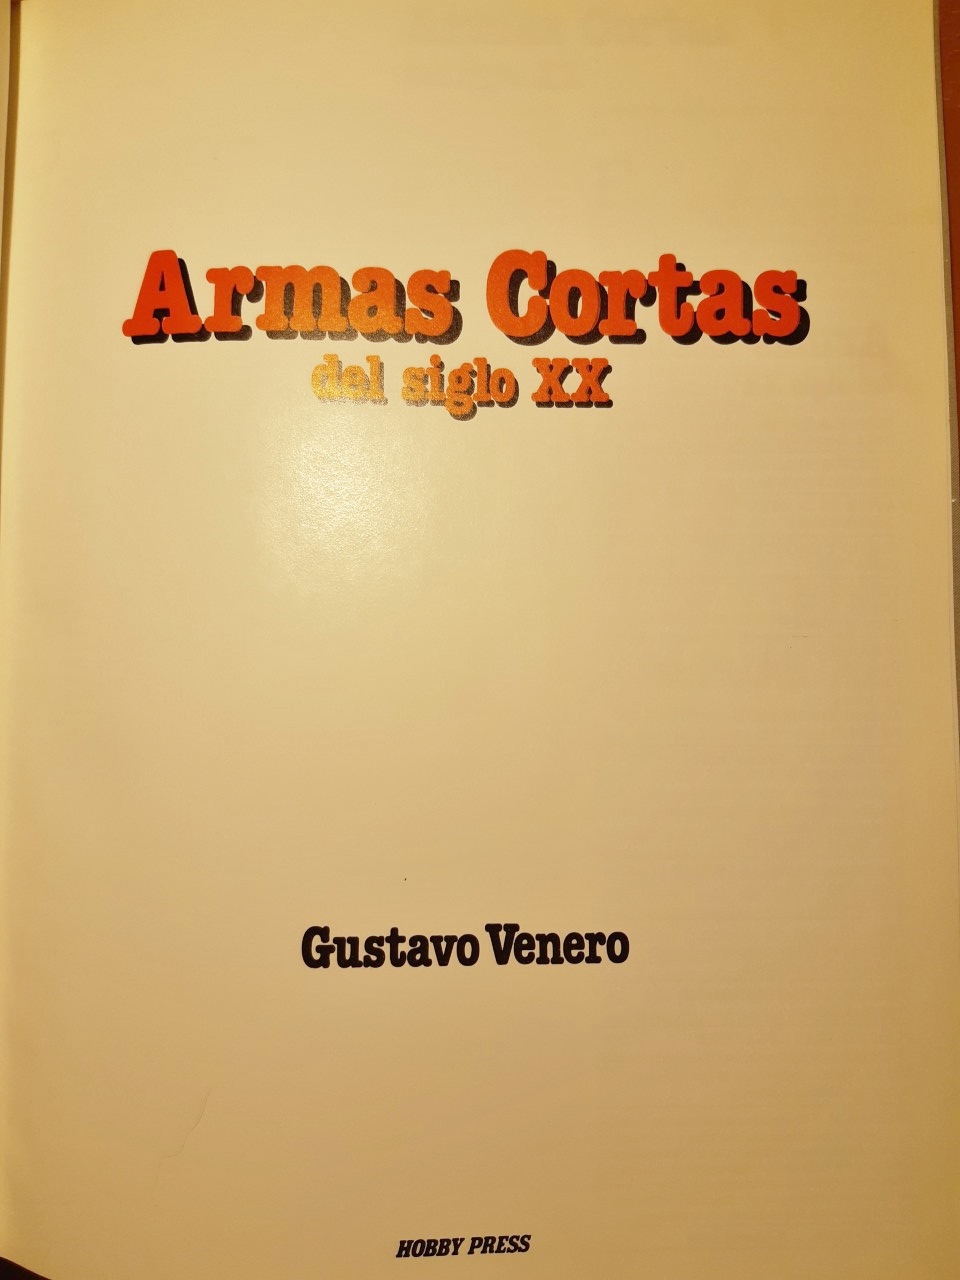 Armas Cortas
del siglo XX
Gustavo Venero
HOBBY PRESS